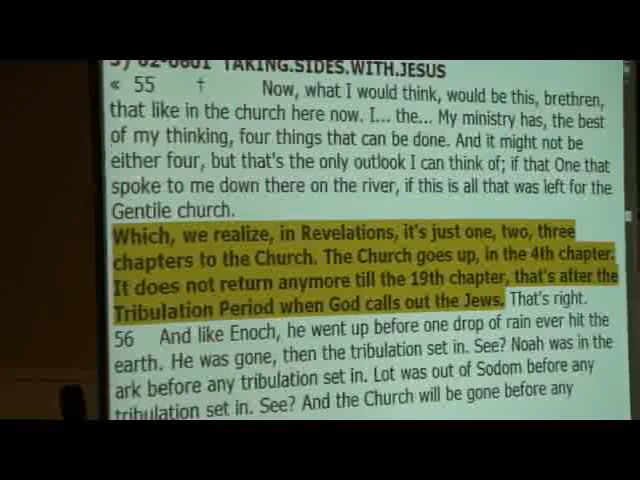 5) 62-0601 TAKING.SIDES.WITH.JESUS
« 55 † Now, what I would think, would be this, brethren,
that like in the church here now. I... the... My ministry has, the best
of my thinking, four things that can be done. And it might not be
either four, but that's the only outlook I can think of; if that One that
spoke to me down there on the river, if this is all that was left for the
Gentile church.
Which, we realize, in Revelations, it's just one, two, three
chapters to the Church. The Church goes up, in the 4th chapter.
It does not return anymore till the 19th chapter, that's after the
Tribulation Period when God calls out the Jews. That's right.
56 And like Enoch, he went up before one drop of rain ever hit the
earth. He was gone, then the tribulation set in. See? Noah was in the
ark before any tribulation set in. Lot was out of Sodom before any
tribulation set in. See? And the Church will be gone before any